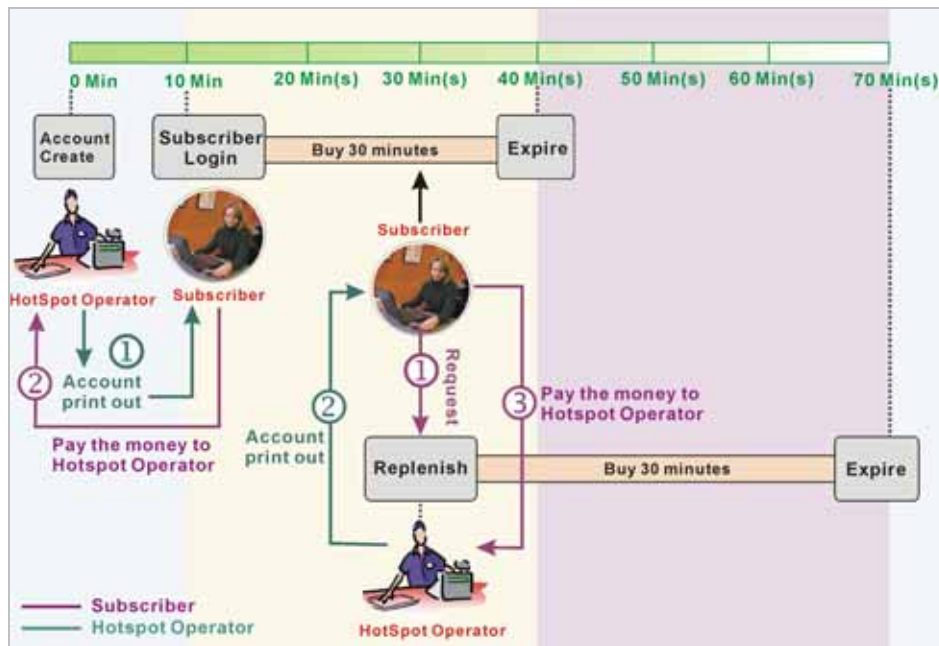 0 Min
10 Min
20 Min(s)
30 Min(s)
40 Min(s)
50 Min(s)
60 Min(s)
70 Min(s)
Account
Create
Subscriber
Login
Buy 30 minutes
Expire
HotSpot Operator
Subscriber
Subscriber
1
2
Account
print out
Pay the money to
Hotspot Operator
1
Request
2
Account
print out
3
Pay the money to
Hotspot Operator
Replenish
Buy 30 minutes
Expire
HotSpot Operator
Subscriber
Hotspot Operator